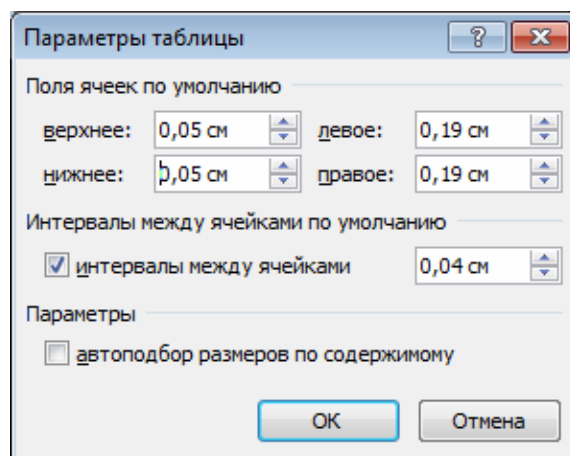 Параметры таблицы
Поля ячеек по умолчанию
верхнее: 0,05 см левое: 0,19 см
нижнее: 0,05 см правое: 0,19 см
Интервалы между ячейками по умолчанию
интервалы между ячейками 0,04 см
Параметры
автоподбор размеров по содержимому
ОК Отмена